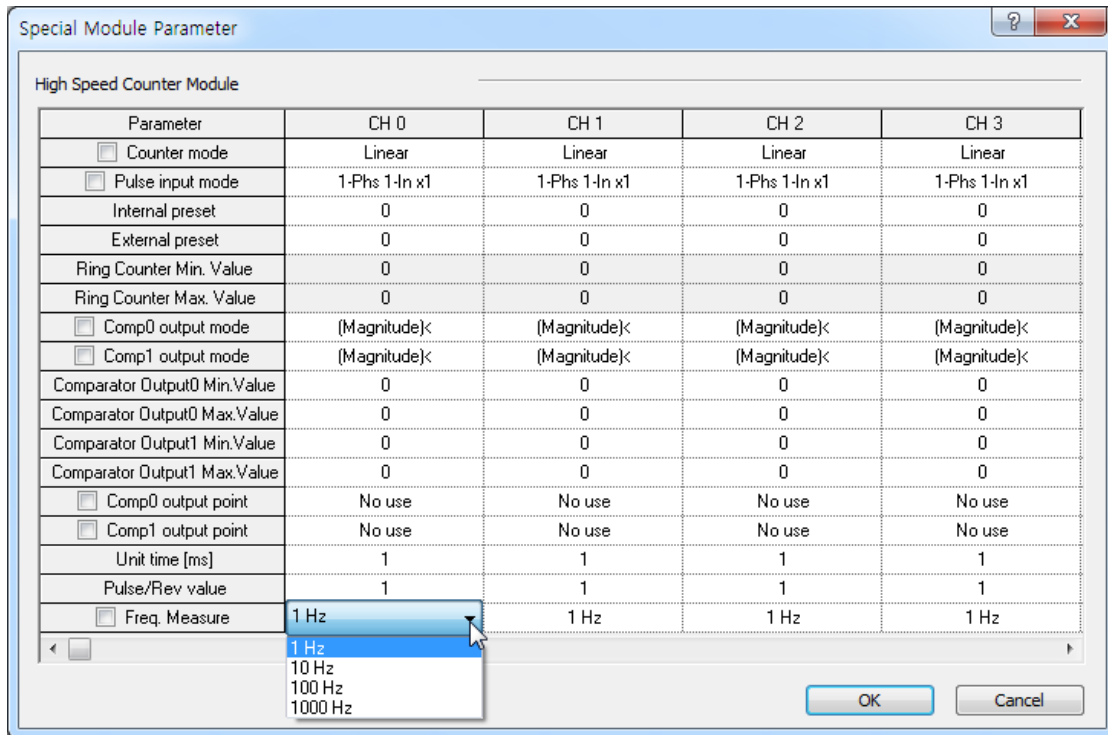 Special Module Parameter
High Speed Counter Module
Parameter CH 0 CH 1 CH 2 CH 3
Counter mode Linear Linear Linear Linear
Pulse input mode 1-Phs 1-In x1 1-Phs 1-In x1 1-Phs 1-In x1 1-Phs 1-In x1
Internal preset 0 0 0 0
External preset 0 0 0 0
Ring Counter Min. Value 0 0 0 0
Ring Counter Max. Value 0 0 0 0
Comp0 output mode (Magnitude)< (Magnitude)< (Magnitude)< (Magnitude)<
Comp1 output mode (Magnitude)< (Magnitude)< (Magnitude)< (Magnitude)<
Comparator Output0 Min.Value 0 0 0 0
Comparator Output0 Max.Value 0 0 0 0
Comparator Output1 Min.Value 0 0 0 0
Comparator Output1 Max.Value 0 0 0 0
Comp0 output point No use No use No use No use
Comp1 output point No use No use No use No use
Unit time [ms] 1 1 1 1
Pulse/Rev value 1 1 1 1
Freq. Measure 1 Hz 1 Hz 1 Hz 1 Hz
1 Hz
10 Hz
100 Hz
1000 Hz
OK Cancel